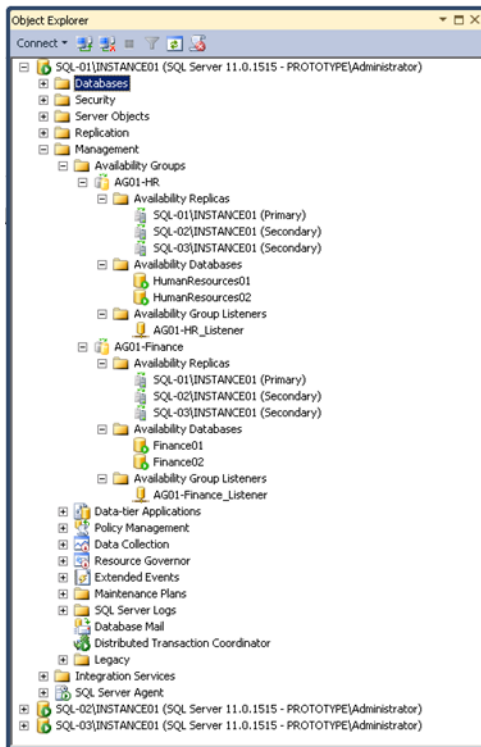 Object Explorer
Connect
SQL-01\INSTANCE01 (SQL Server 11.0.1515 - PROTOTYPE\Administrator)
Databases
Security
Server Objects
Replication
Management
Availability Groups
AG01-HR
Availability Replicas
SQL-01\INSTANCE01 (Primary)
SQL-02\INSTANCE01 (Secondary)
SQL-03\INSTANCE01 (Secondary)
Availability Databases
HumanResources01
HumanResources02
Availability Group Listeners
AG01-HR_Listener
AG01-Finance
Availability Replicas
SQL-01\INSTANCE01 (Primary)
SQL-02\INSTANCE01 (Secondary)
SQL-03\INSTANCE01 (Secondary)
Availability Databases
Finance01
Finance02
Availability Group Listeners
AG01-Finance_Listener
Data-tier Applications
Policy Management
Data Collection
Resource Governor
Extended Events
Maintenance Plans
SQL Server Logs
Database Mail
Distributed Transaction Coordinator
Legacy
Integration Services
SQL Server Agent
SQL-02\INSTANCE01 (SQL Server 11.0.1515 - PROTOTYPE\Administrator)
SQL-03\INSTANCE01 (SQL Server 11.0.1515 - PROTOTYPE\Administrator)